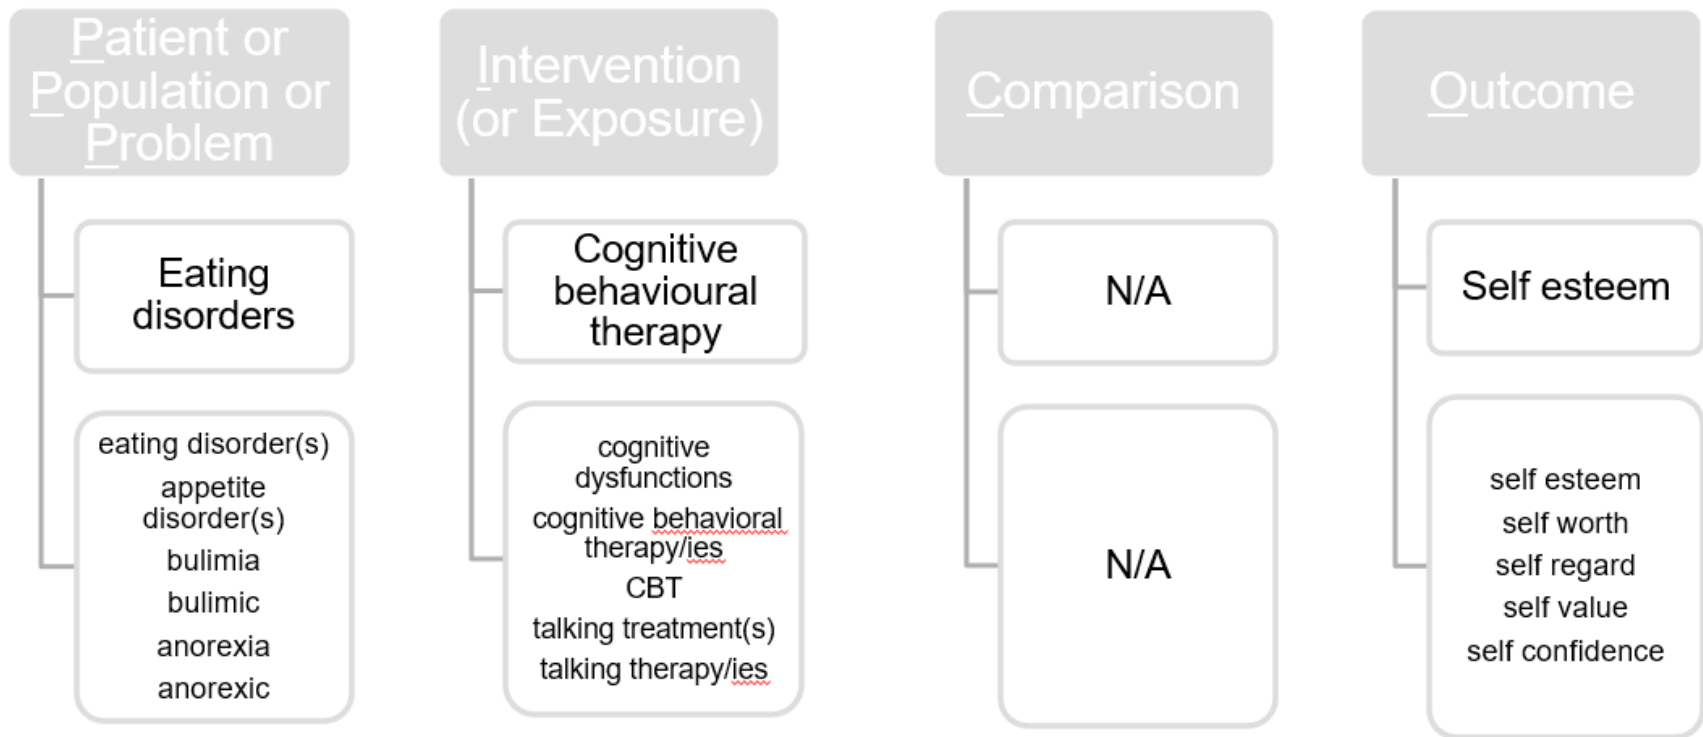 Patient or
Population or
Problem
Eating
disorders
eating disorder(s)
appetite
disorder(s)
bulimia
bulimic
anorexia
anorexic
Intervention
(or Exposure)
Cognitive
behavioural
therapy
cognitive
dysfunctions
cognitive behavioral
therapy/ies
CBT
talking treatment(s)
talking therapy/ies
Comparison
N/A
N/A
Outcome
Self esteem
self esteem
self worth
self regard
self value
self confidence